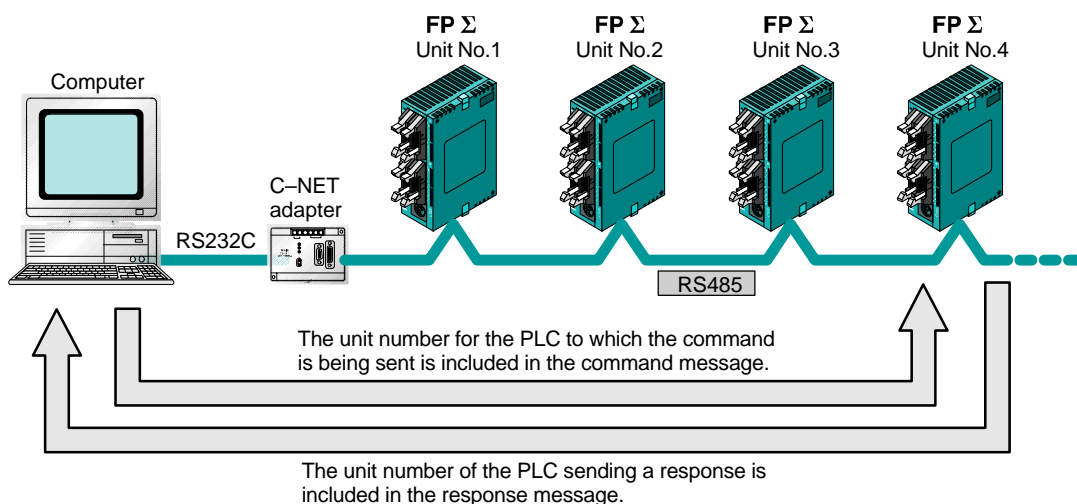 FP Σ
Unit No.1
FP Σ
Unit No.2
FP Σ
Unit No.3
FP Σ
Unit No.4
Computer
C–NET
adapter
RS232C
RS485
The unit number for the PLC to which the command
is being sent is included in the command message.
The unit number of the PLC sending a response is
included in the response message.